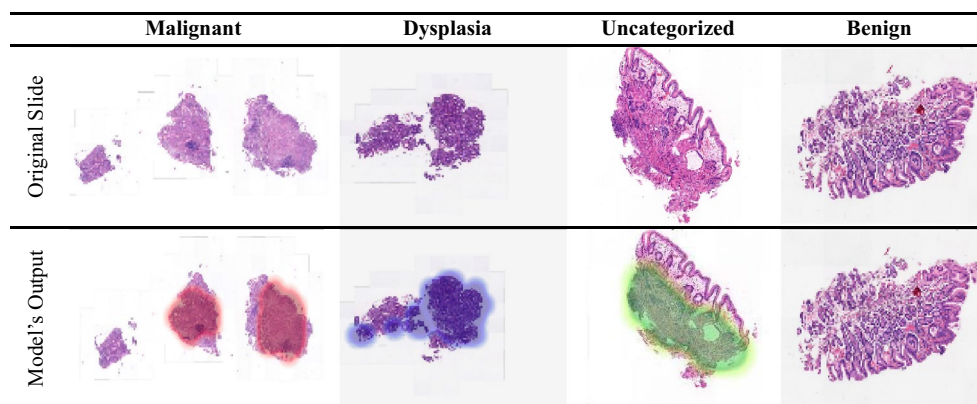 Malignant Dysplasia Uncategorized Benign
Original Slide
Model's Output